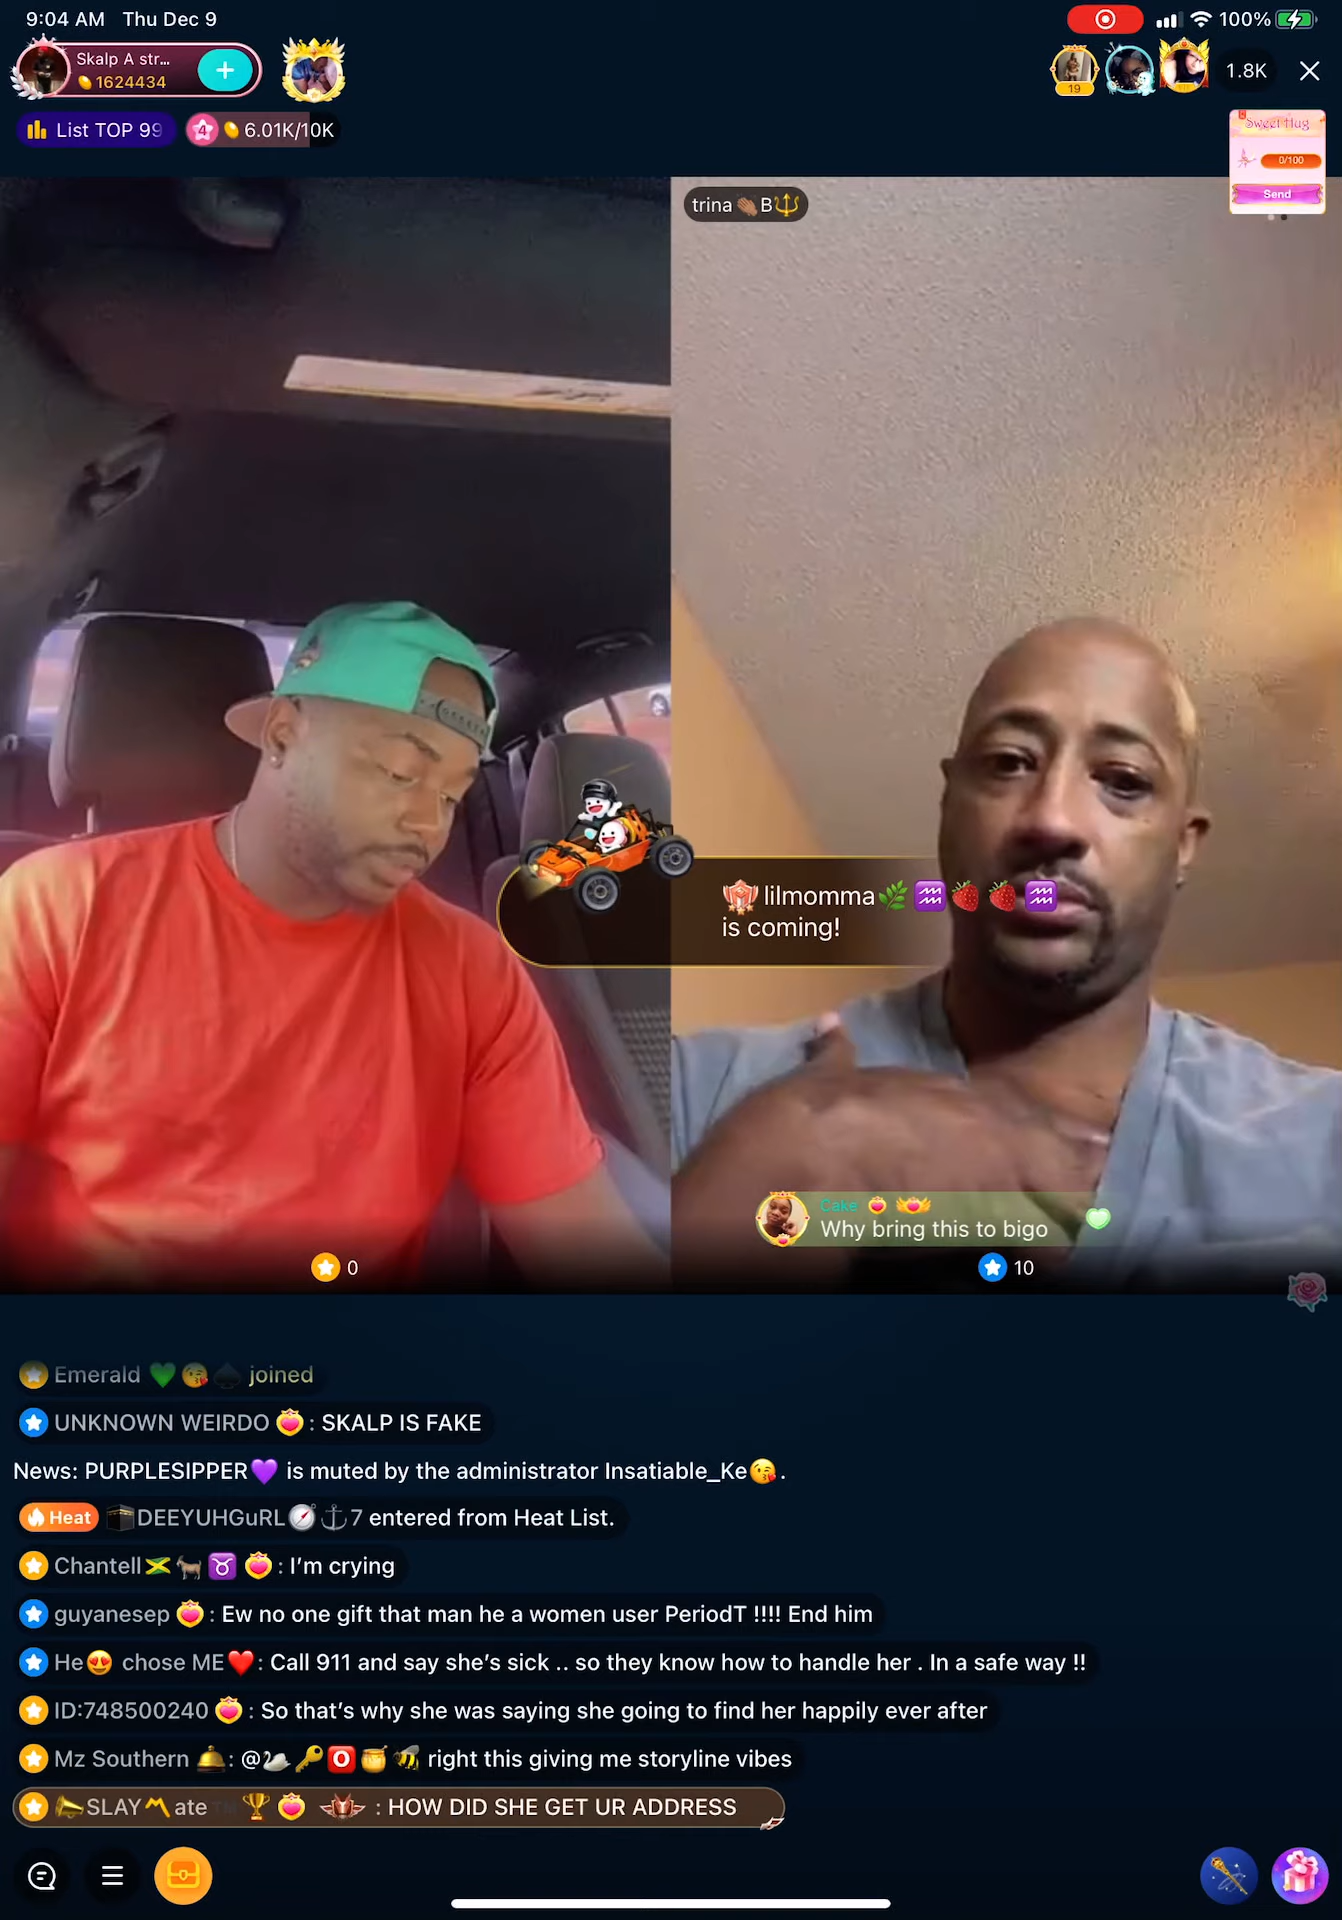 9:04 AM Thu Dec 9
100%
Skalp A str...
1624434
19
1.8K
List TOP 99
4 6.01K/10K
Sweet Hug
0/100
Send
trina👏🏽B🔱
lilmomma🌿♒🍓🍓♒
is coming!
Cake
Why bring this to bigo
0
10
Emerald 💚😘♠️ joined
UNKNOWN WEIRDO : SKALP IS FAKE
News: PURPLESIPPER💜 is muted by the administrator Insatiable_Ke😘.
Heat 🕋DEEYUHGuRL🧭⚓7 entered from Heat List.
Chantell🇯🇲🐐♉ : I'm crying
guyanesep : Ew no one gift that man he a women user PeriodT !!!! End him
He😍 chose ME❤️: Call 911 and say she's sick .. so they know how to handle her . In a safe way !!
ID:748500240 : So that's why she was saying she going to find her happily ever after
Mz Southern 🛎️: @🦢🔑🅾️🍯🐝 right this giving me storyline vibes
SLAY〽️ate™️🏆 : HOW DID SHE GET UR ADDRESS